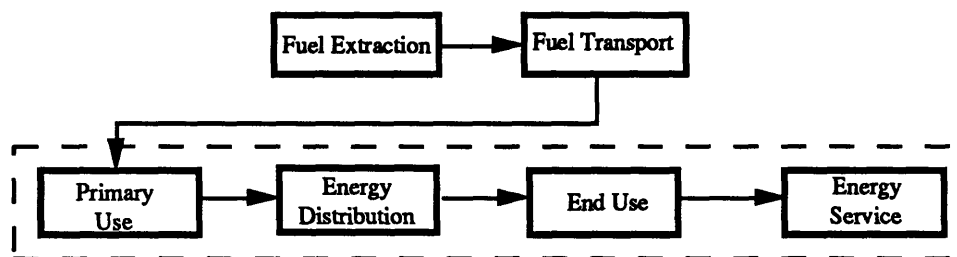 Fuel Extraction
Fuel Transport
Primary
Use
Energy
Distribution
End Use
Energy
Service